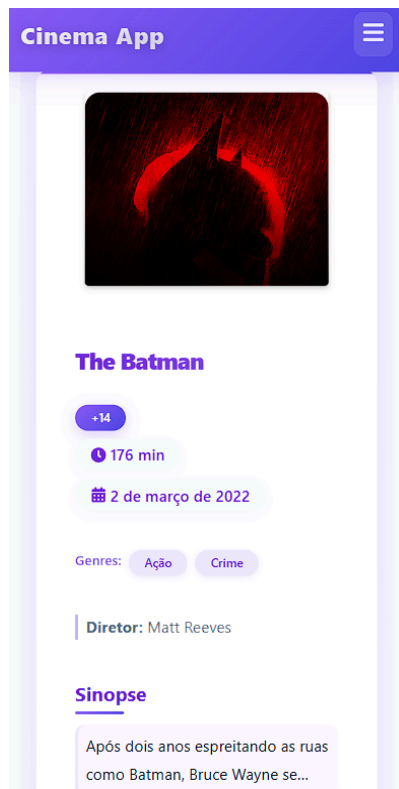 Cinema App
The Batman
+14
176 min
2 de março de 2022
Genres: Ação Crime
Diretor: Matt Reeves
Sinopse
Após dois anos espreitando as ruas
como Batman, Bruce Wayne se...